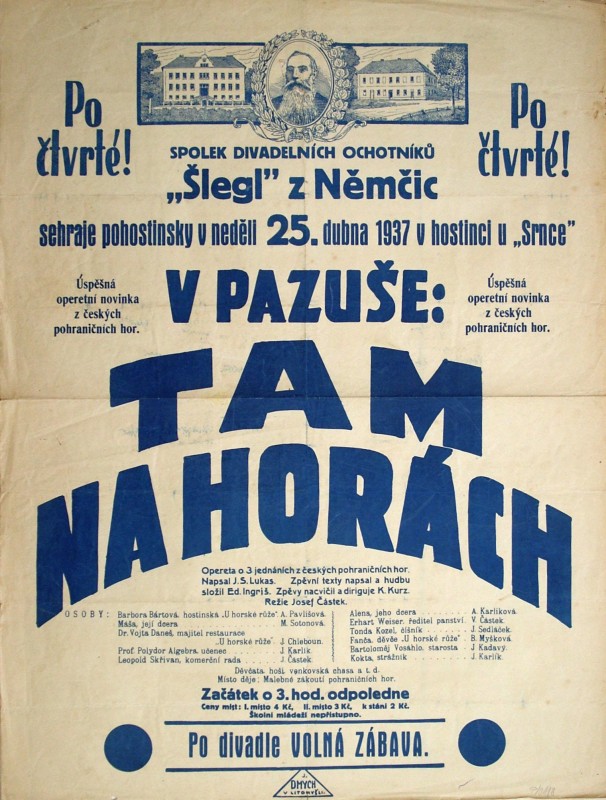 Po
čtvrté!
Po
čtvrté!
SPOLEK DIVADELNÍCH OCHOTNÍKŮ
„Šlegl” z Němčic
sehraje pohostinsky v neděli 25. dubna 1937 v hostinci u „Srnce”
Úspěšná
operetní novinka
z českých
pohraničních hor.
V PAZUŠE:
Úspěšná
operetní novinka
z českých
pohraničních hor.
TAM
NA HORÁCH
Opereta o 3 jednáních z českých pohraničních hor.
Napsal J. S. Lukas. Zpěvní texty napsal a hudbu
složil Ed. Ingriš. Zpěvy nacvičil a diriguje K. Kurz.
Režie Josef Částek.
OSOBY: Barbora Bártová, hostinská „U horské růže” A. Pavlišová.
Máša, její dcera . . . . . M. Sotonová.
Dr. Vojta Daneš, majitel restaurace
„U horské růže” . J. Chleboun.
Prof. Polydor Algebra, učenec . . . J. Karlík.
Leopold Skřivan, komerční rada . . . J. Částek
Alena, jeho dcera . . . . A. Karlíková.
Erhart Weiser, ředitel panství . V. Částek.
Tonda Kozel, číšník . . . . J. Sedláček.
Fanča, děvče „U horské růže” . B. Myšková
Bartoloměj Vosáhlo, starosta . . J. Kadavý.
Kokta, strážník . . . . . J. Karlík.
Děvčata, hoši, venkovská chasa a t. d.
Místo děje: Malebné zákoutí pohraničních hor.
Začátek o 3. hod. odpoledne
Ceny míst: I. místo 4 Kč, II. místo 3 Kč, k stání 2 Kč.
Školní mládeži nepřístupno.
Po divadle VOLNÁ ZÁBAVA.
J.
DMYCH
V LITOMYŠLI.